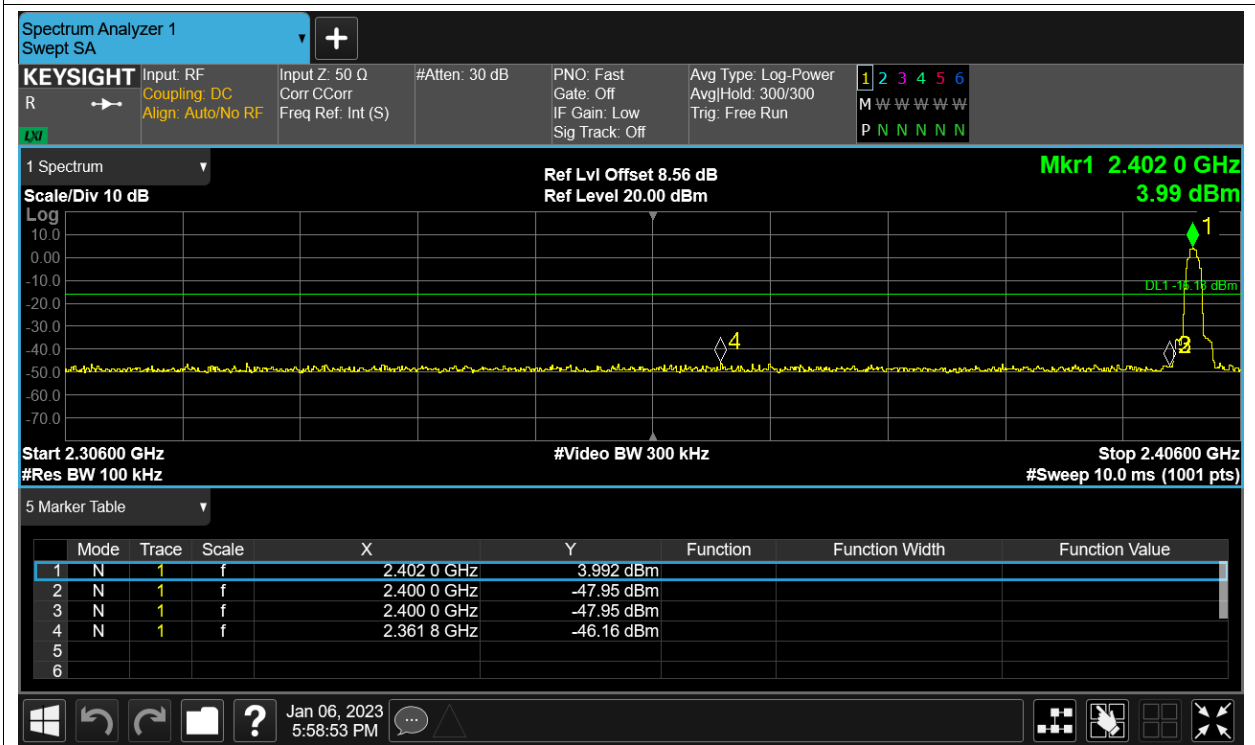 Spectrum Analyzer 1
Swept SA
+
KEYSIGHT Input: RF Input Z: 50 Ω #Atten: 30 dB PNO: Fast Avg Type: Log-Power 1 2 3 4 5 6
R Coupling: DC Corr CCorr Gate: Off Avg|Hold: 300/300 M W W W W W
Align: Auto/No RF Freq Ref: Int (S) IF Gain: Low Trig: Free Run
LXI Sig Track: Off P N N N N N
1 Spectrum Ref Lvl Offset 8.56 dB Mkr1 2.402 0 GHz
Scale/Div 10 dB Ref Level 20.00 dBm 3.99 dBm
Log
1
10.0
0.00
-10.0
DL1 -16.18 dBm
-20.0
-30.0
4
-40.0
-50.0
-60.0
-70.0
Start 2.30600 GHz #Video BW 300 kHz Stop 2.40600 GHz
#Res BW 100 kHz #Sweep 10.0 ms (1001 pts)
5 Marker Table
Mode Trace Scale X Y Function Function Width Function Value
1 N 1 f 2.402 0 GHz 3.992 dBm
2 N 1 f 2.400 0 GHz -47.95 dBm
3 N 1 f 2.400 0 GHz -47.95 dBm
4 N 1 f 2.361 8 GHz -46.16 dBm
5
6
? Jan 06, 2023
5:58:53 PM